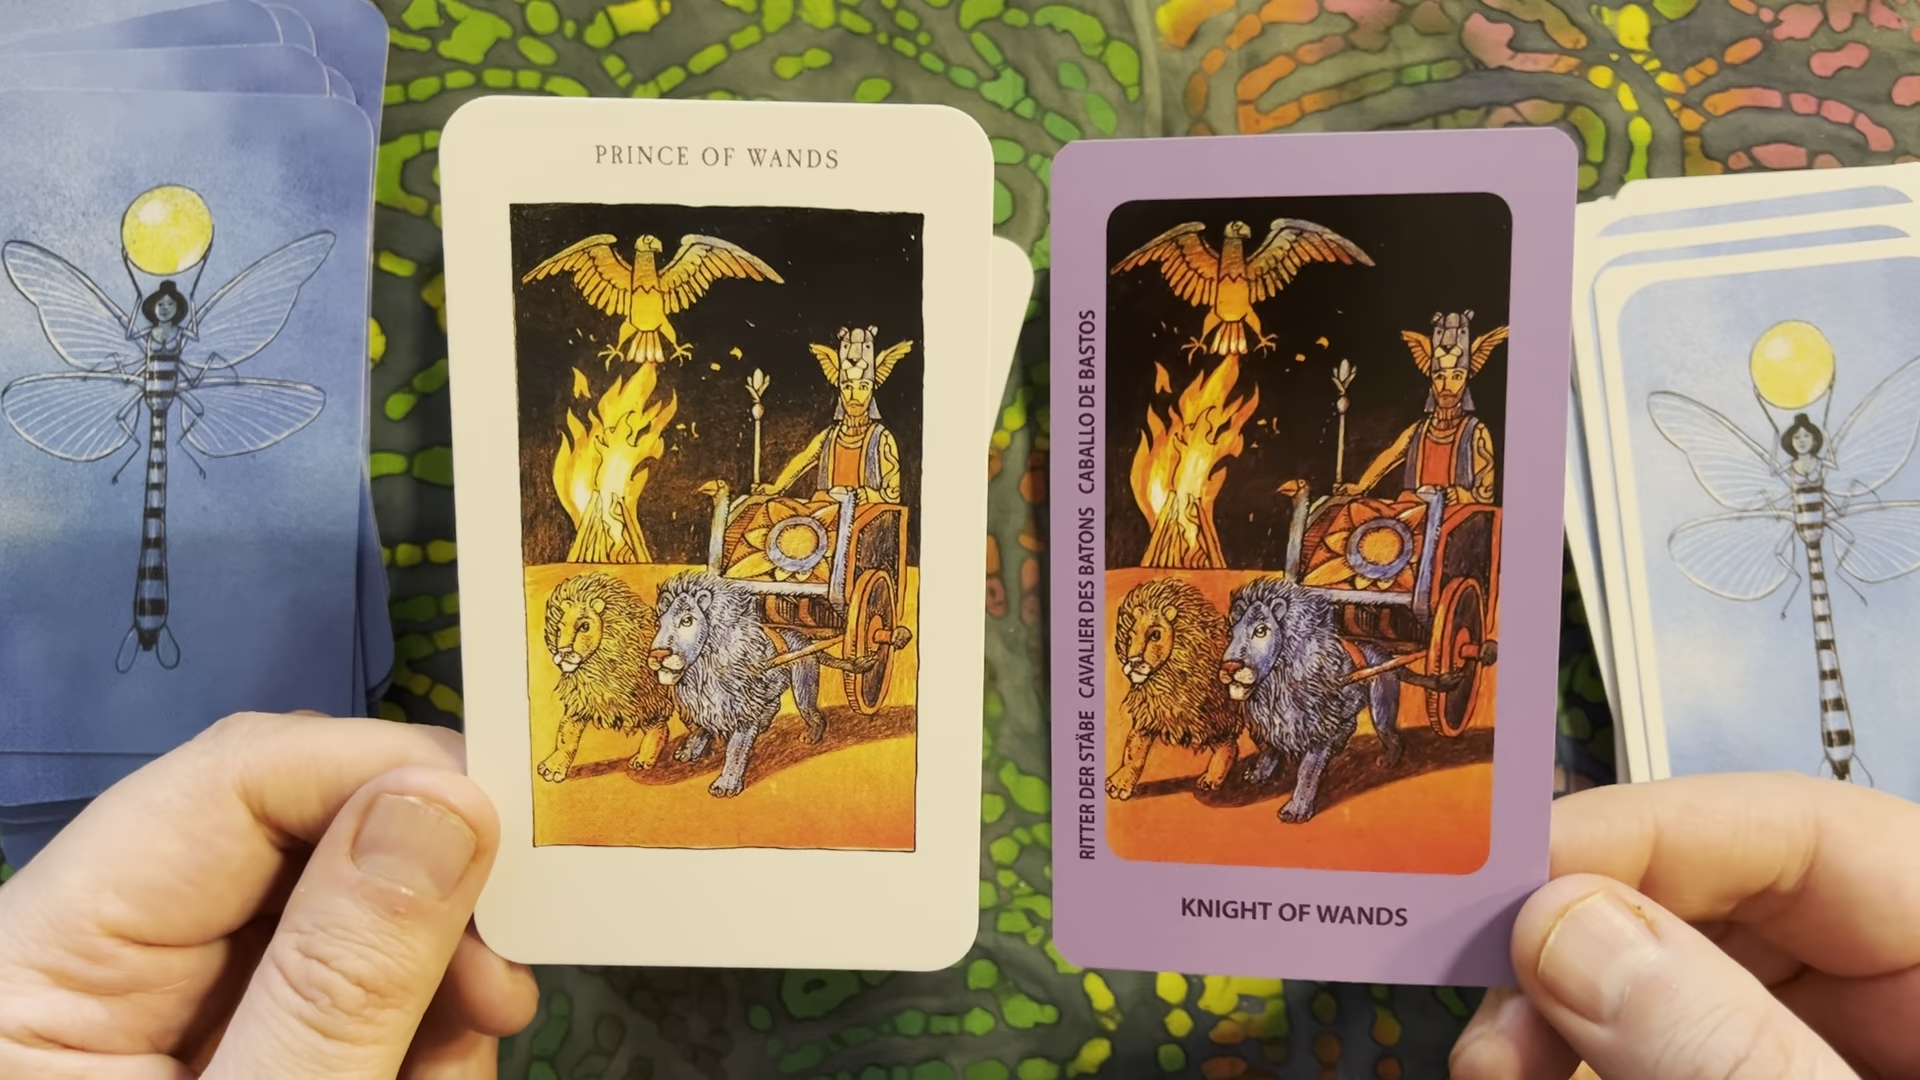 PRINCE OF WANDS
RITTER DER STÄBE CAVALIER DES BATONS CABALLO DE BASTOS
KNIGHT OF WANDS